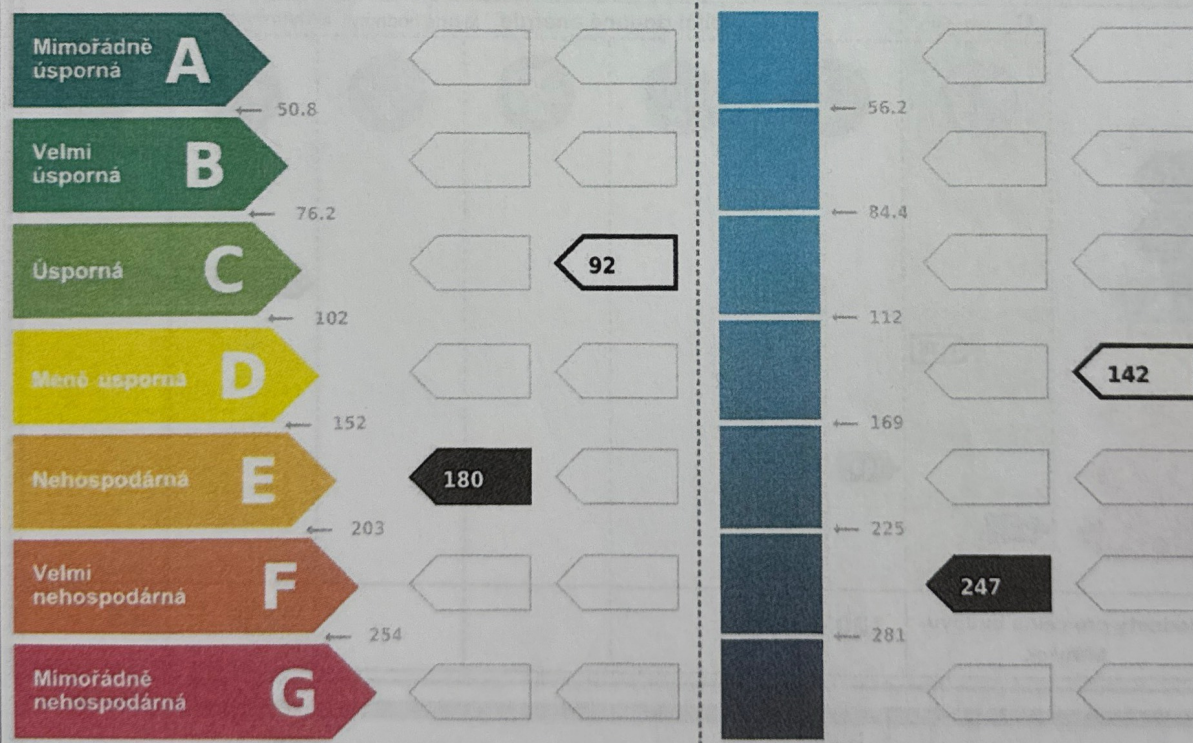 Mimořádně
úsporná
A
50.8
56.2
Velmi
úsporná
B
76.2
84.4
Úsporná
C
92
102
112
Méně úsporná
D
142
152
169
Nehospodárná
E
180
203
225
Velmi
nehospodárná
F
247
254
281
Mimořádně
nehospodárná
G